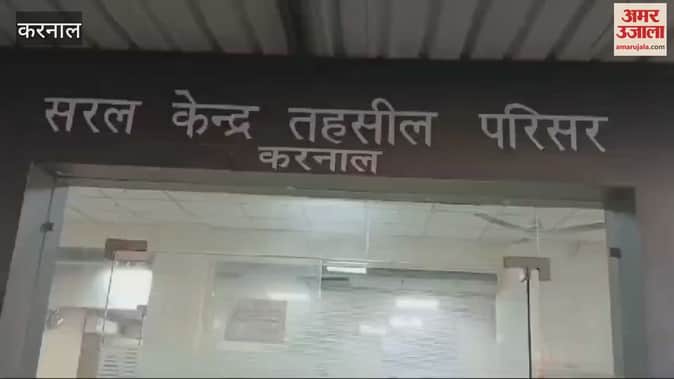 करनाल
अमर
उजाला
amarujala.com
सरल केन्द्र तहसील परिसर
करनाल